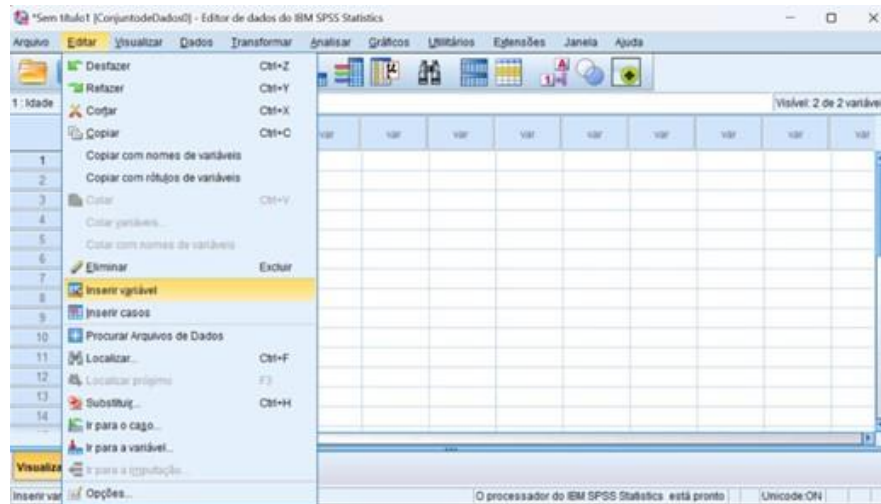 *Sem título1 [ConjuntodeDados0] - Editor de dados do IBM SPSS Statistics
Arquivo Editar Visualizar Dados Transformar Analisar Gráficos Utilitários Extensões Janela Ajuda
1 : Idade
Visível: 2 de 2 variáve
Desfazer Ctrl+Z
Refazer Ctrl+Y
Cortar Ctrl+X
Copiar Ctrl+C
Copiar com nomes de variáveis
Copiar com rótulos de variáveis
Colar Ctrl+V
Colar variáveis...
Colar com nomes de variáveis
Eliminar Excluir
Inserir variável
Inserir casos
Procurar Arquivos de Dados
Localizar... Ctrl+F
Localizar próximo F3
Substituir... Ctrl+H
Ir para o caso...
Ir para a variável...
Ir para a imputação...
Opções...
var var var var var var var var var
1
2
3
4
5
6
7
8
9
10
11
12
13
14
Visualiza
Inserir var
O processador do IBM SPSS Statistics está pronto
Unicode:ON